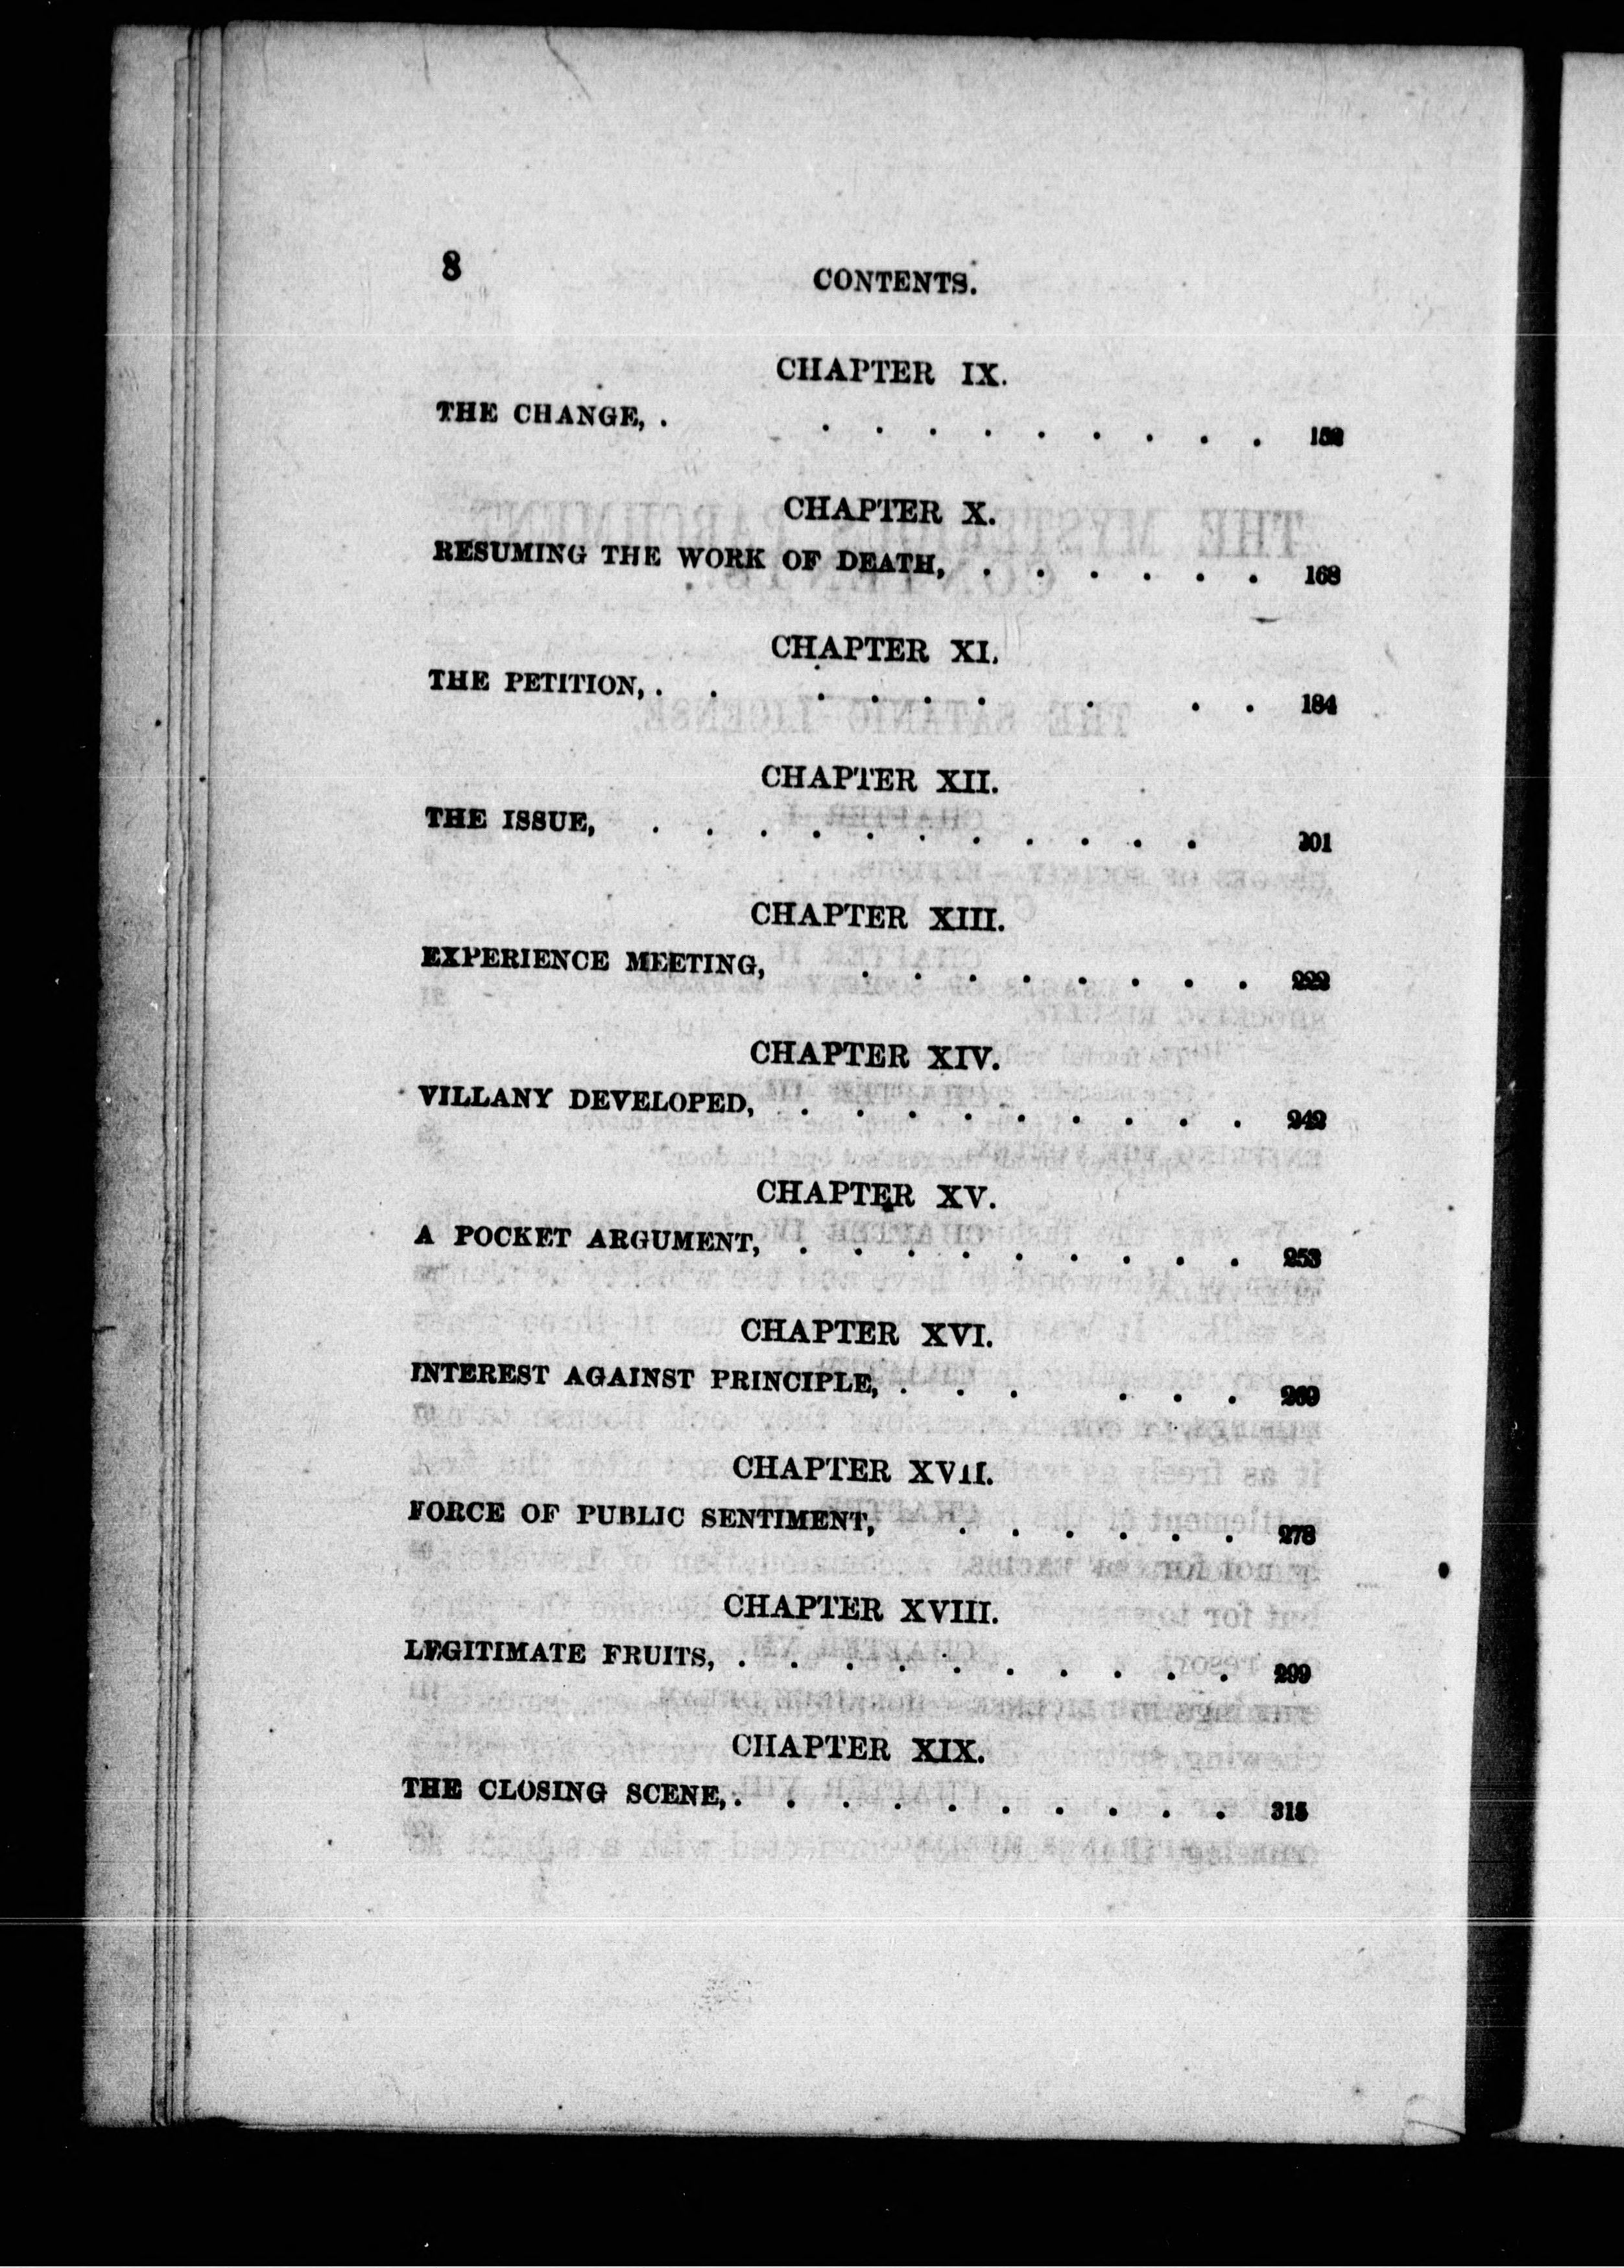 8
CONTENTS.
CHAPTER IX.
THE CHANGE, . . . . . . . . . .
CHAPTER X.
RESUMING THE WORK OF DEATH, . . . . . . 168
CHAPTER XI.
THE PETITION, . . . . . . . . . 184
CHAPTER XII.
THE ISSUE, . . . . . . . . . . . 201
CHAPTER XIII.
EXPERIENCE MEETING, . . . . . . . . 222
CHAPTER XIV.
VILLANY DEVELOPED, . . . . . . . . . 242
CHAPTER XV.
A POCKET ARGUMENT, . . . . . . . . . 253
CHAPTER XVI.
INTEREST AGAINST PRINCIPLE, . . . . . . 269
CHAPTER XVII.
FORCE OF PUBLIC SENTIMENT, . . . . . . 278
CHAPTER XVIII.
LEGITIMATE FRUITS, . . . . . . . . . . 299
CHAPTER XIX.
THE CLOSING SCENE, . . . . . . . . . . 315